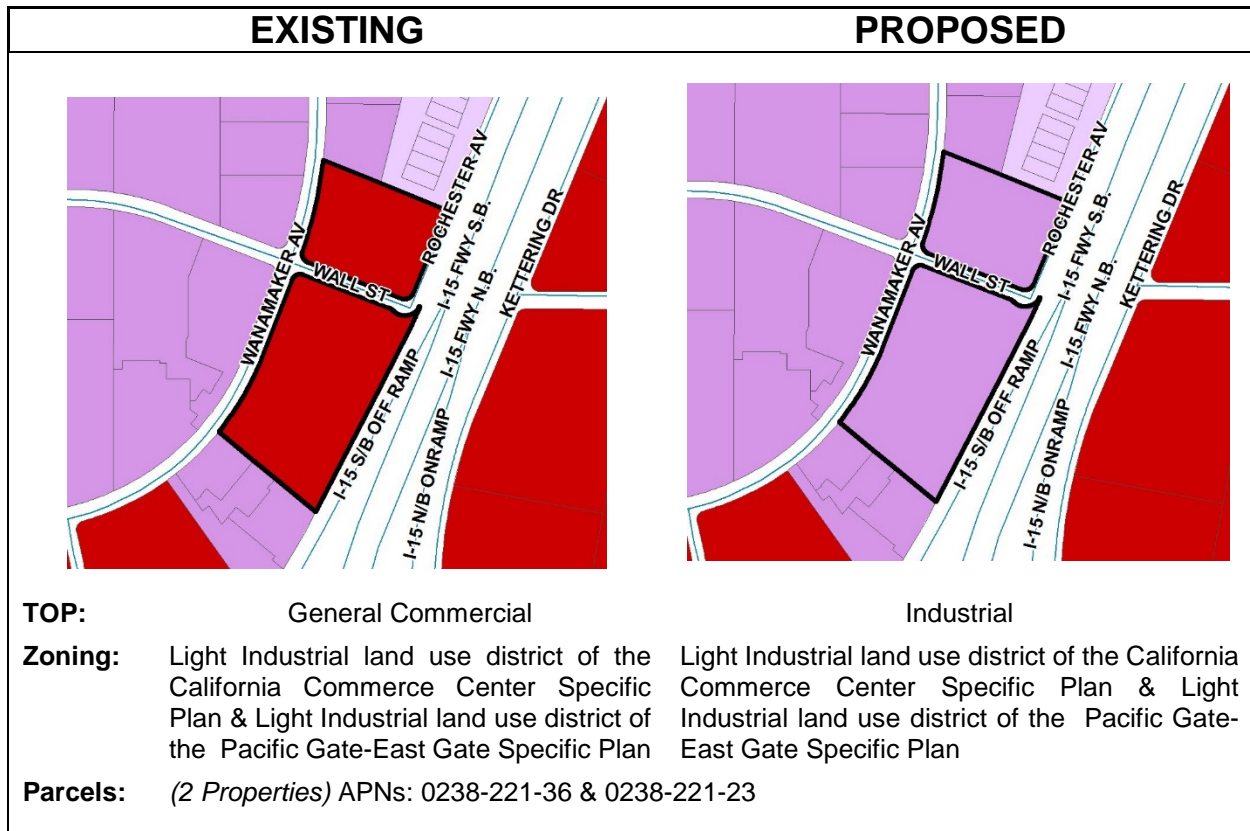 EXISTING
PROPOSED
WANAMAKER AV
WALL ST
ROCHESTER AV
I-15 FWY S.B.
I-15 FWY N.B.
KETTERING DR
I-15 S/B OFF RAMP
I-15 N/B ONRAMP
WANAMAKER AV
WALL ST
ROCHESTER AV
I-15 FWY S.B.
I-15 FWY N.B.
KETTERING DR
I-15 S/B OFF RAMP
I-15 N/B ONRAMP
TOP: General Commercial
Industrial
Zoning: Light Industrial land use district of the
California Commerce Center Specific
Plan & Light Industrial land use district of
the Pacific Gate-East Gate Specific Plan
Light Industrial land use district of the California
Commerce Center Specific Plan & Light
Industrial land use district of the Pacific Gate-
East Gate Specific Plan
Parcels: (2 Properties) APNs: 0238-221-36 & 0238-221-23